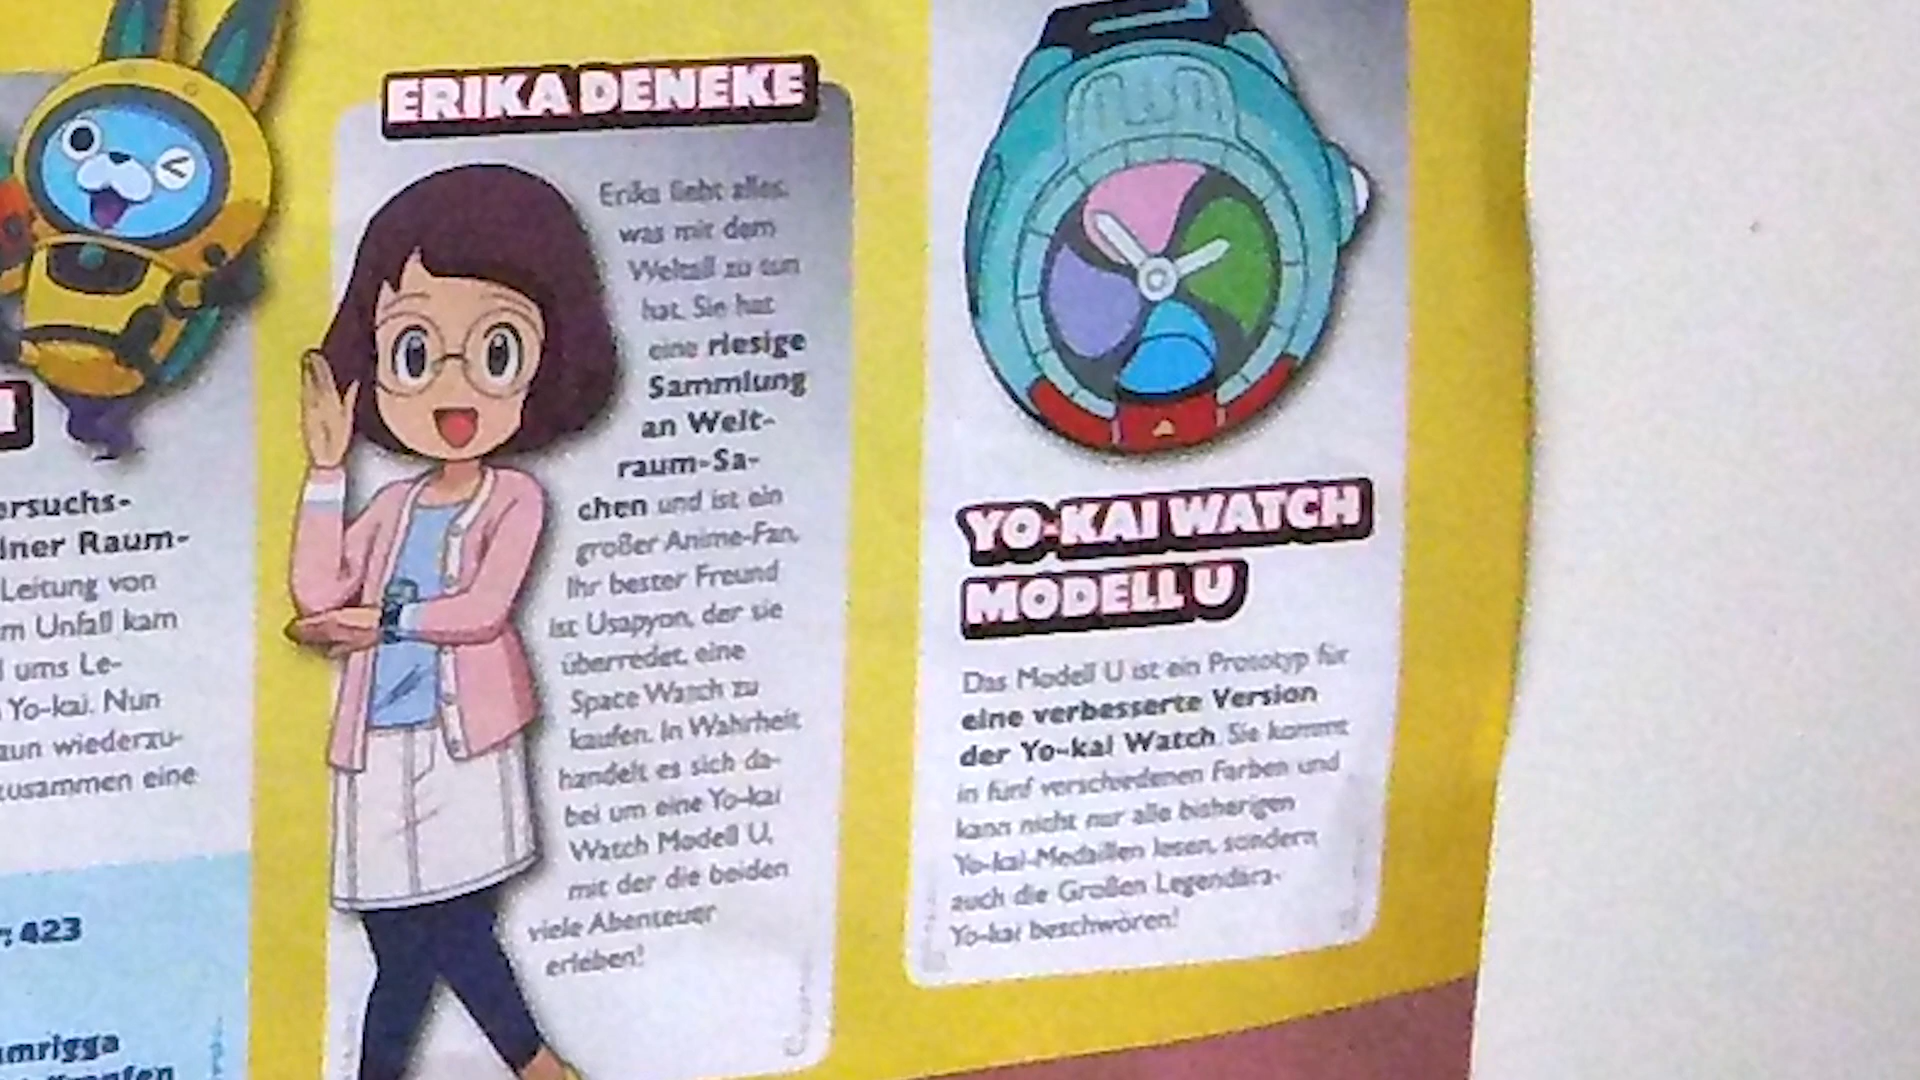 ersuchs-
iner Raum-
Leitung von
m Unfall kam
ums Le-
Yo-kai. Nun
aun wiederzu-
zusammen eine
423
mrigga
ERIKA DENEKE
Erika liebt alles,
was mit dem
Weltall zu tun
hat. Sie hat
eine riesige
Sammlung
an Welt-
raum-Sa-
chen und ist ein
großer Anime-Fan.
Ihr bester Freund
ist Usapyon, der sie
überredet, eine
Space Watch zu
kaufen. In Wahrheit
handelt es sich da-
bei um eine Yo-kai
Watch Modell U,
mit der die beiden
viele Abenteuer
erleben!
YO-KAI WATCH
MODELL U
Das Modell U ist ein Prototyp für
eine verbesserte Version
der Yo-kai Watch. Sie kommt
in fünf verschiedenen Farben und
kann nicht nur alle bisherigen
Yo-kai-Medaillen lesen, sondern
auch die Großen Legendära-
Yo-kai beschwören!